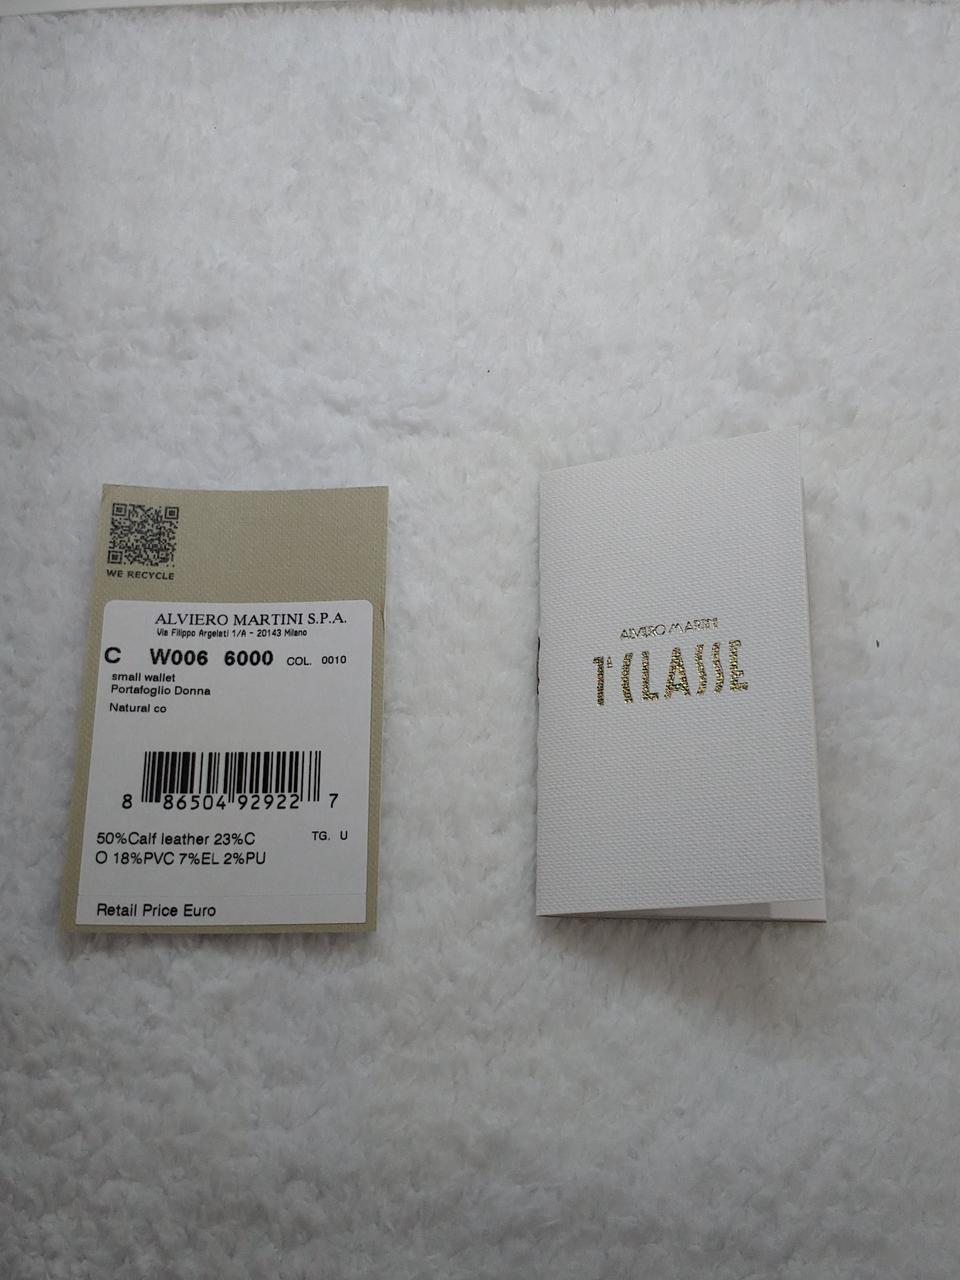 WE RECYCLE
ALVIERO MARTINI S.P.A.
Via Filippo Argelati 1/A - 20143 Milano
C W006 6000 COL. 0010
small wallet
Portafoglio Donna
Natural co
8 86504 92922 7
50%Calf leather 23%C TG. U
O 18%PVC 7%EL 2%PU
Retail Price Euro
ALVIERO MARTINI
1ª CLASSE